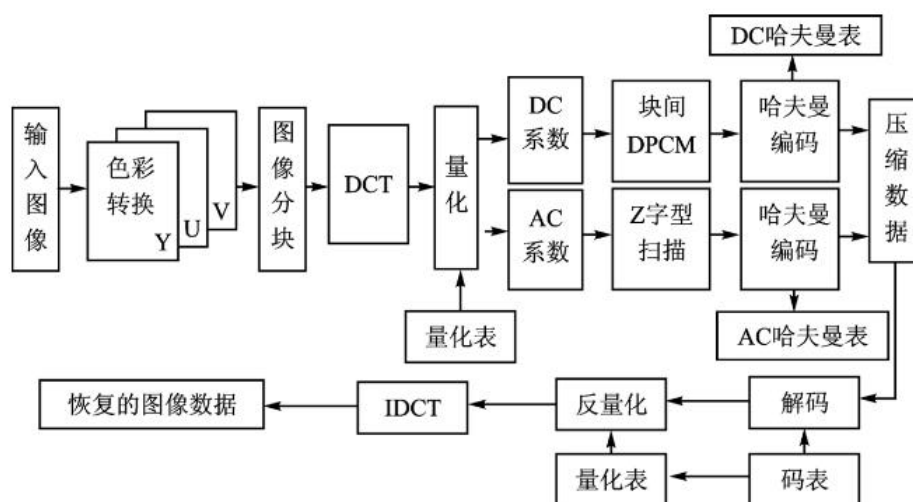 DC哈夫曼表
输入图像
色彩
转换
Y
U
V
图像分块
DCT
量化
DC
系数
块间
DPCM
哈夫曼
编码
压缩数据
AC
系数
Z字型
扫描
哈夫曼
编码
量化表
AC哈夫曼表
恢复的图像数据
IDCT
反量化
解码
量化表
码表